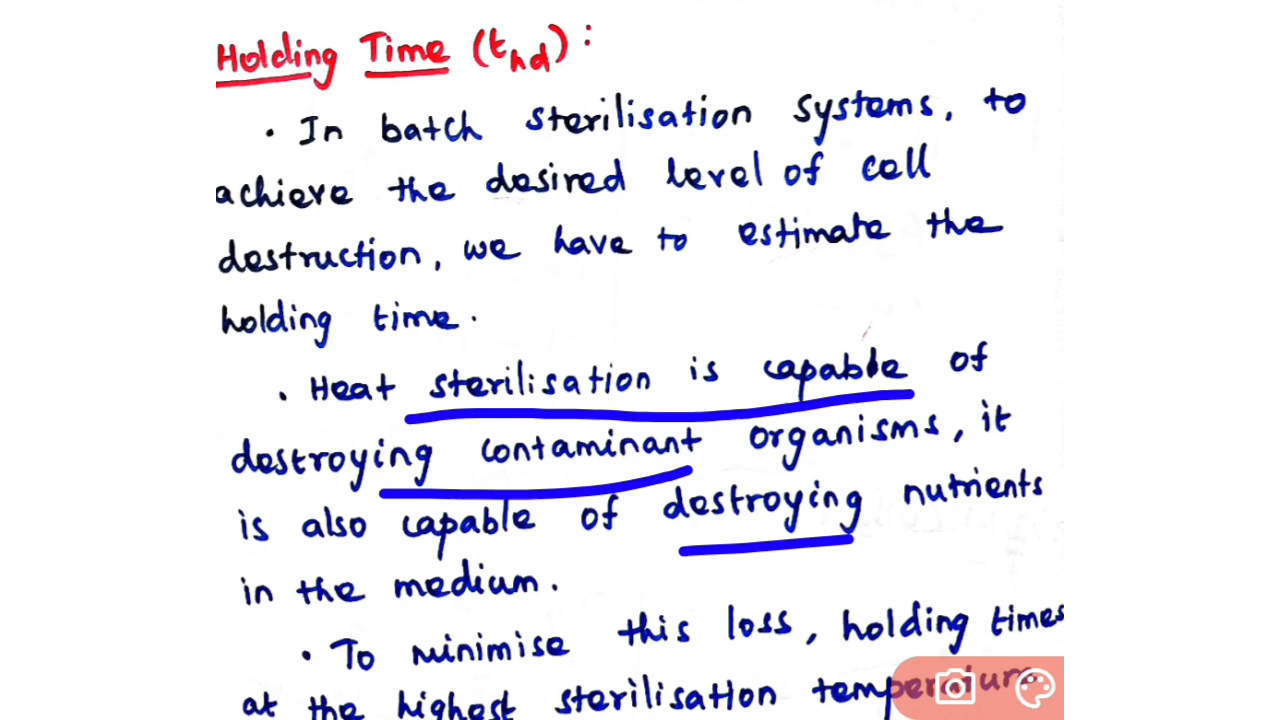 Holding Time (thd):
• In batch sterilisation systems, to
achieve the desired level of cell
destruction, we have to estimate the
holding time.
• Heat sterilisation is capable of
destroying contaminant organisms, it
is also capable of destroying nutrients
in the medium.
• To minimise this loss, holding times
at the highest sterilisation temperature